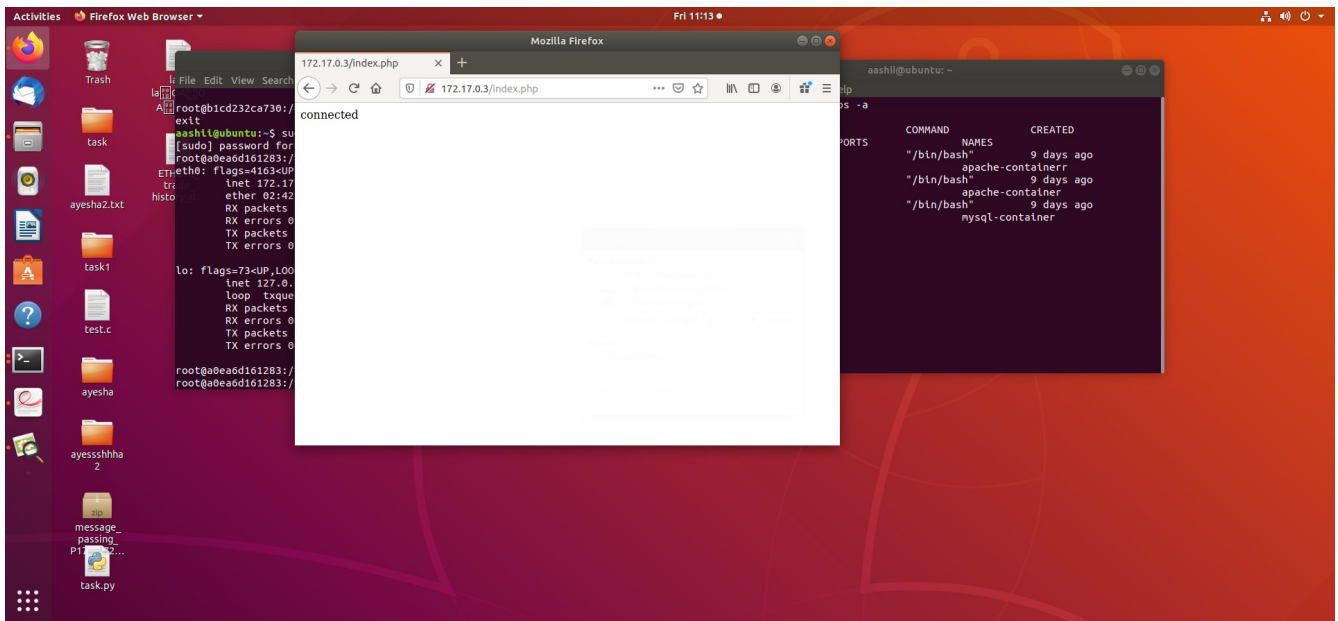 Activities Firefox Web Browser Fri 11:13
Trash
task
ayesha2.txt
task1
test.c
ayesha
ayessshhha
2
zip
message_
passing_
task.py
history
File Edit View Search
root@b1cd232ca730:/
exit
aashii@ubuntu:~$ su
[sudo] password for
root@a0ea6d161283:/
eth0: flags=4163<UP
inet 172.17
ether 02:42
RX packets
RX errors 0
TX packets
TX errors 0
lo: flags=73<UP,LOO
inet 127.0.
loop txque
RX packets
RX errors 0
TX packets
TX errors 0
root@a0ea6d161283:/
root@a0ea6d161283:/
Mozilla Firefox
172.17.0.3/index.php
172.17.0.3/index.php
connected
aashii@ubuntu: ~
elp
ps -a
COMMAND CREATED
PORTS NAMES
"/bin/bash" 9 days ago
apache-containerr
"/bin/bash" 9 days ago
apache-container
"/bin/bash" 9 days ago
mysql-container